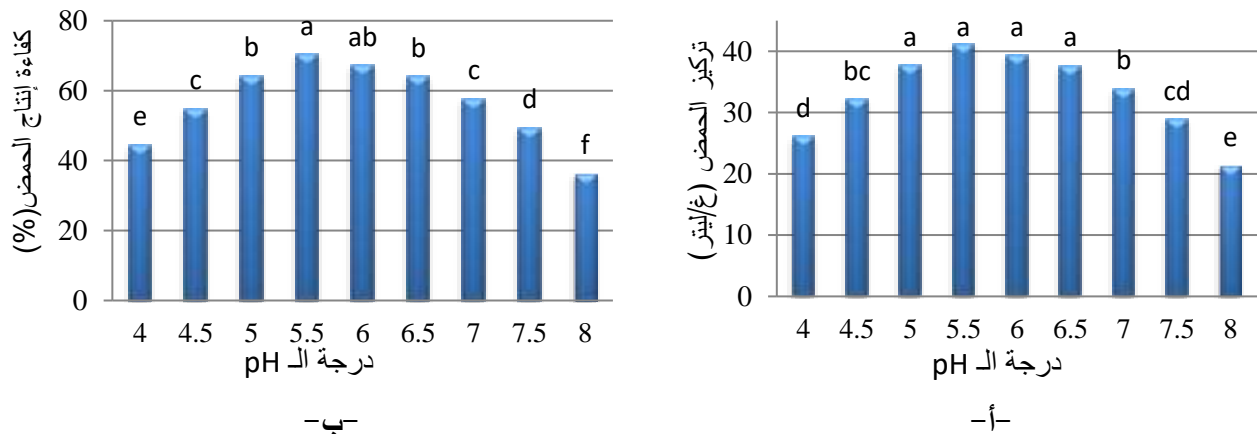 تركيز الحمض (غ/ليتر)
40
30
20
10
0
d bc a a a a b cd e
4 4.5 5 5.5 6 6.5 7 7.5 8
درجة الـ pH
-أ-
كفاءة إنتاج الحمض(%)
80
60
40
20
0
e c b a ab b c d f
4 4.5 5 5.5 6 6.5 7 7.5 8
درجة الـ pH
-ب-